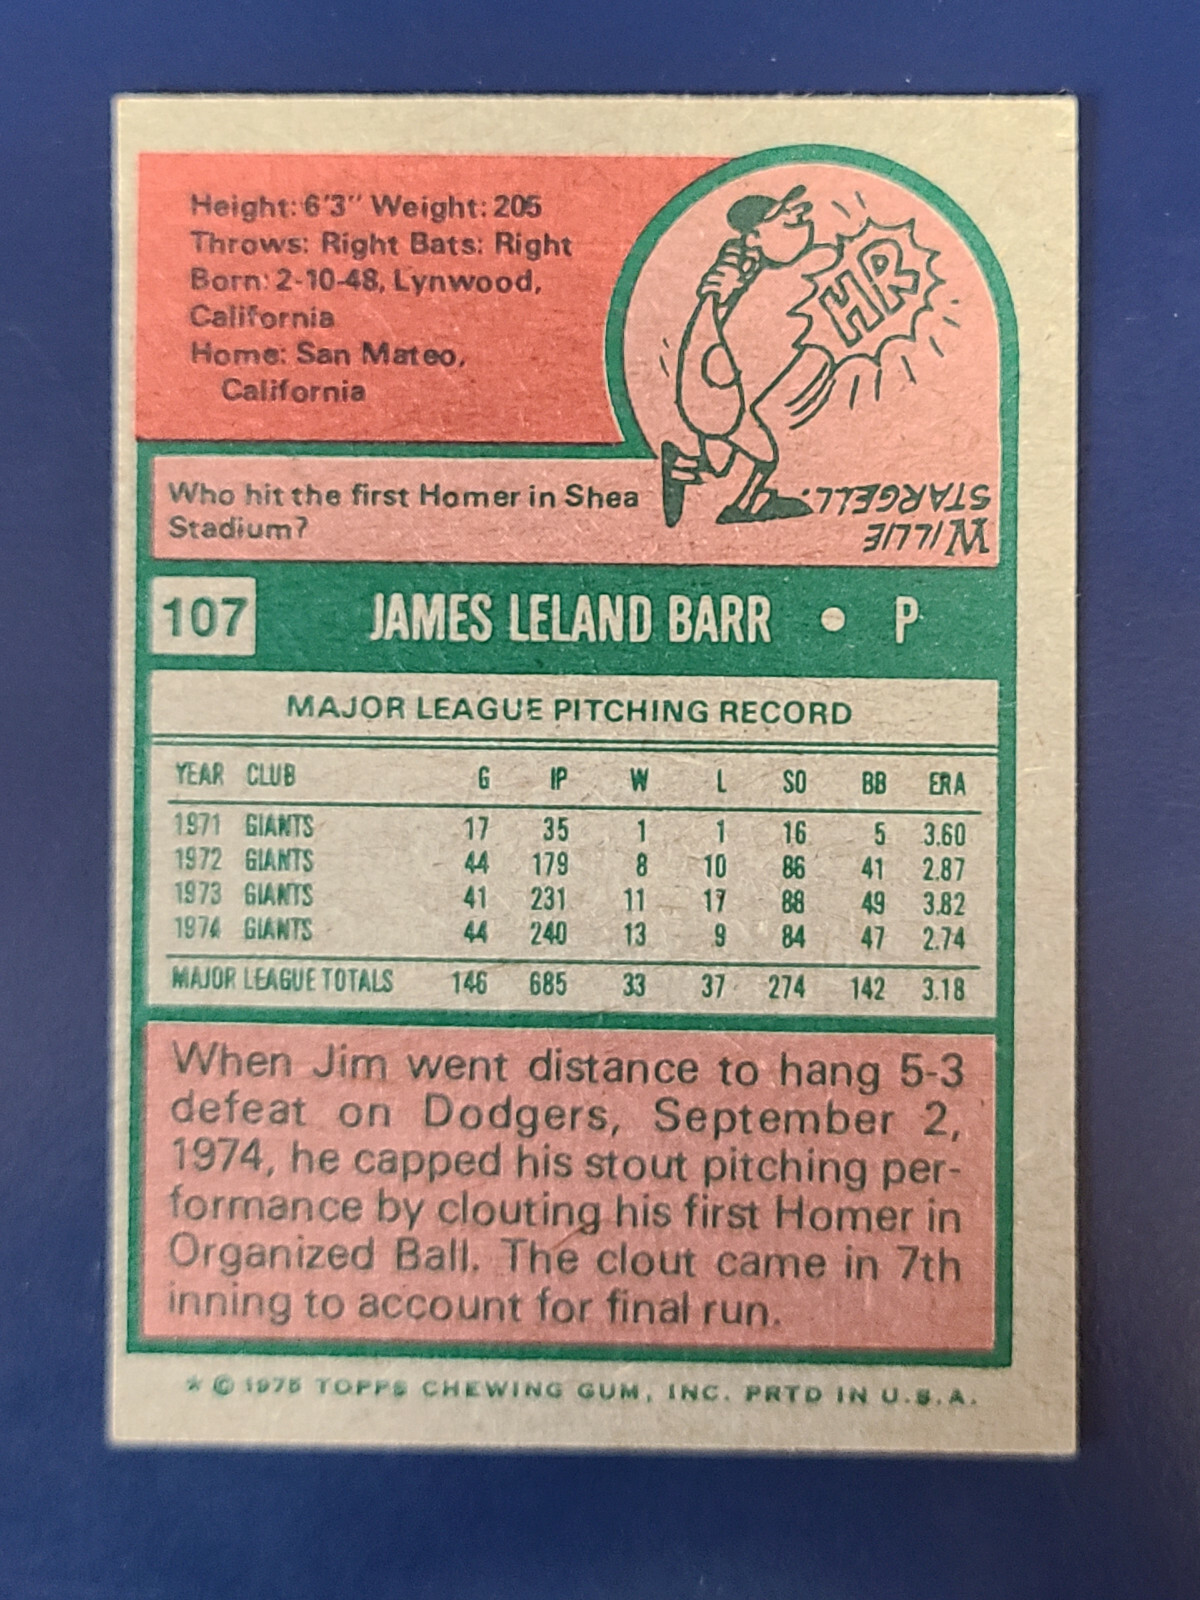 Height: 6'3" Weight: 205
Throws: Right Bats: Right
Born: 2-10-48, Lynwood,
California
Home: San Mateo,
California
HR
Who hit the first Homer in Shea
Stadium?
WILLIE
STARGELL.
107 JAMES LELAND BARR • P
MAJOR LEAGUE PITCHING RECORD
YEAR CLUB G IP W L SO BB ERA
1971 GIANTS 17 35 1 1 16 5 3.60
1972 GIANTS 44 179 8 10 86 41 2.87
1973 GIANTS 41 231 11 17 88 49 3.82
1974 GIANTS 44 240 13 9 84 47 2.74
MAJOR LEAGUE TOTALS 146 685 33 37 274 142 3.18
When Jim went distance to hang 5-3
defeat on Dodgers, September 2,
1974, he capped his stout pitching per-
formance by clouting his first Homer in
Organized Ball. The clout came in 7th
inning to account for final run.
* © 1975 TOPPS CHEWING GUM, INC. PRTD IN U.S.A.